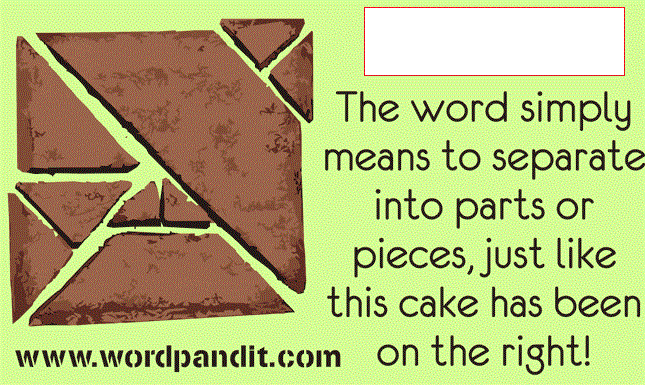 The word simply
means to separate
into parts or
pieces, just like
this cake has been
on the right!
www.wordpandit.com